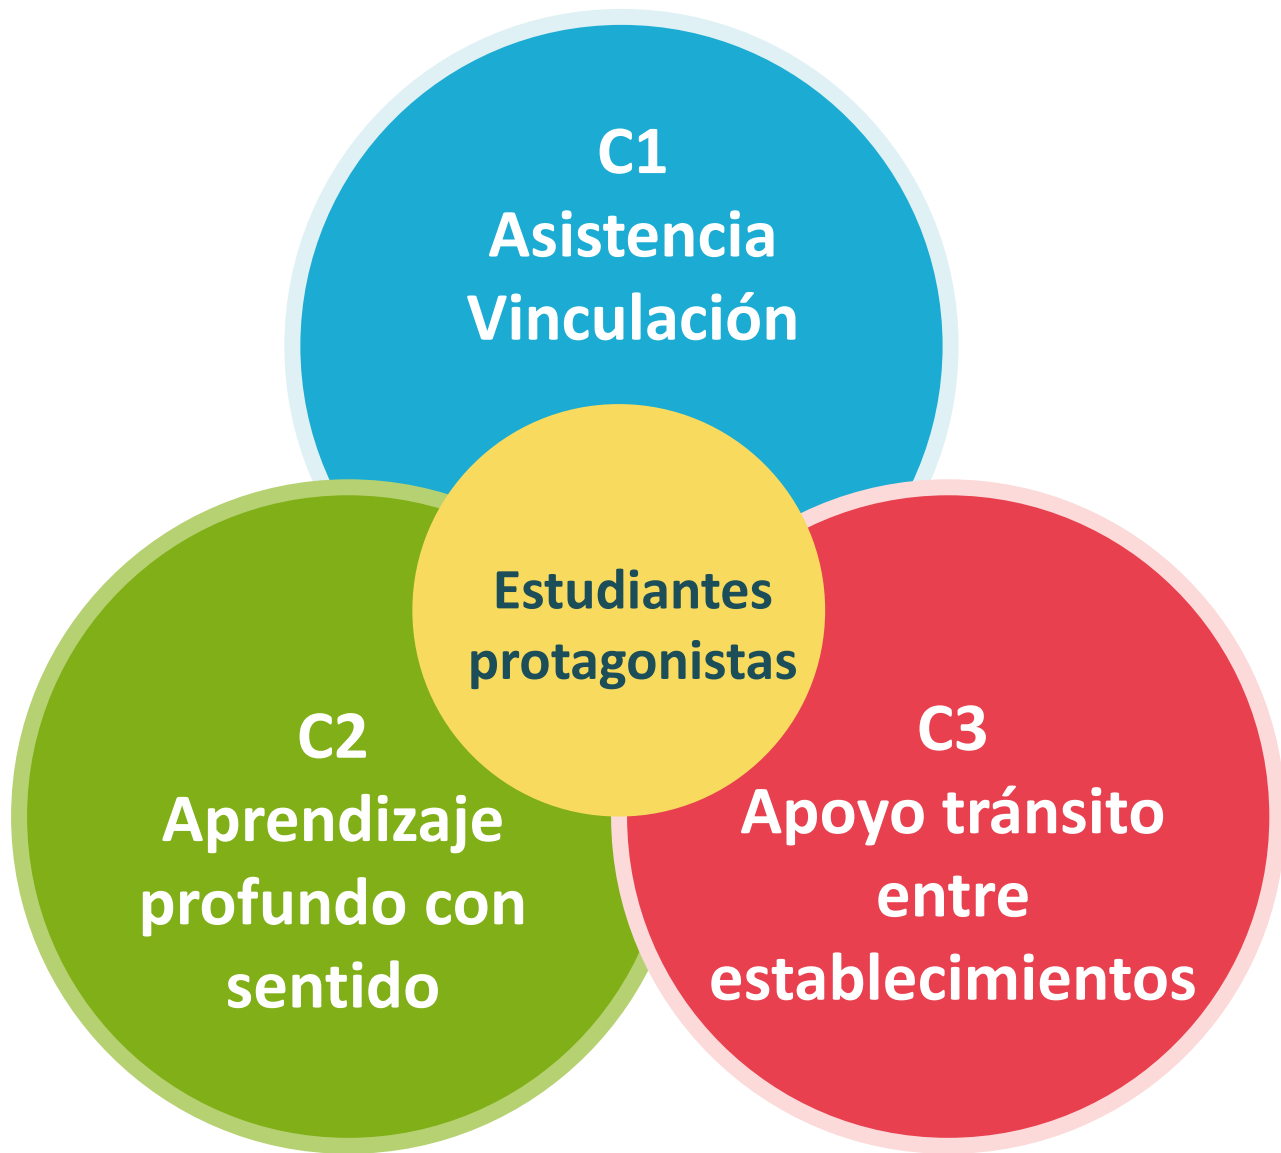 C1
Asistencia
Vinculación
Estudiantes
protagonistas
C2
Aprendizaje
profundo con
sentido
C3
Apoyo tránsito
entre
establecimientos